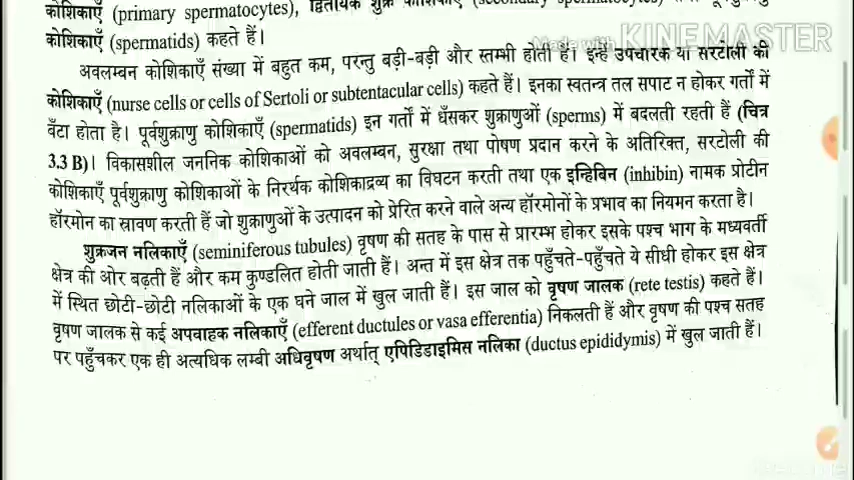 कोशिकाएँ (primary spermatocytes), द्वितीयक शुक्र कोशिकाएँ (secondary spermatocytes)
कोशिकाएँ (spermatids) कहते हैं।
Made with KINEMASTER
अवलम्बन कोशिकाएँ संख्या में बहुत कम, परन्तु बड़ी-बड़ी और स्तम्भी होती हैं। इन्हें उपचारक या सरटोली की
कोशिकाएँ (nurse cells or cells of Sertoli or subtentacular cells) कहते हैं। इनका स्वतन्त्र तल सपाट न होकर गर्तों में
बँटा होता है। पूर्वशुक्राणु कोशिकाएँ (spermatids) इन गर्तों में धँसकर शुक्राणुओं (sperms) में बदलती रहती हैं (चित्र
3.3 B)। विकासशील जननिक कोशिकाओं को अवलम्बन, सुरक्षा तथा पोषण प्रदान करने के अतिरिक्त, सरटोली की
कोशिकाएँ पूर्वशुक्राणु कोशिकाओं के निरर्थक कोशिकाद्रव्य का विघटन करती तथा एक इन्हिबिन (inhibin) नामक प्रोटीन
हॉरमोन का स्रावण करती हैं जो शुक्राणुओं के उत्पादन को प्रेरित करने वाले अन्य हॉरमोनों के प्रभाव का नियमन करता है।
शुक्रजन नलिकाएँ (seminiferous tubules) वृषण की सतह के पास से प्रारम्भ होकर इसके पश्च भाग के मध्यवर्ती
क्षेत्र की ओर बढ़ती हैं और कम कुण्डलित होती जाती हैं। अन्त में इस क्षेत्र तक पहुँचते-पहुँचते ये सीधी होकर इस क्षेत्र
में स्थित छोटी-छोटी नलिकाओं के एक घने जाल में खुल जाती हैं। इस जाल को वृषण जालक (rete testis) कहते हैं।
वृषण जालक से कई अपवाहक नलिकाएँ (efferent ductules or vasa efferentia) निकलती हैं और वृषण की पश्च सतह
पर पहुँचकर एक ही अत्यधिक लम्बी अधिवृषण अर्थात् एपिडिडाइमिस नलिका (ductus epididymis) में खुल जाती हैं।